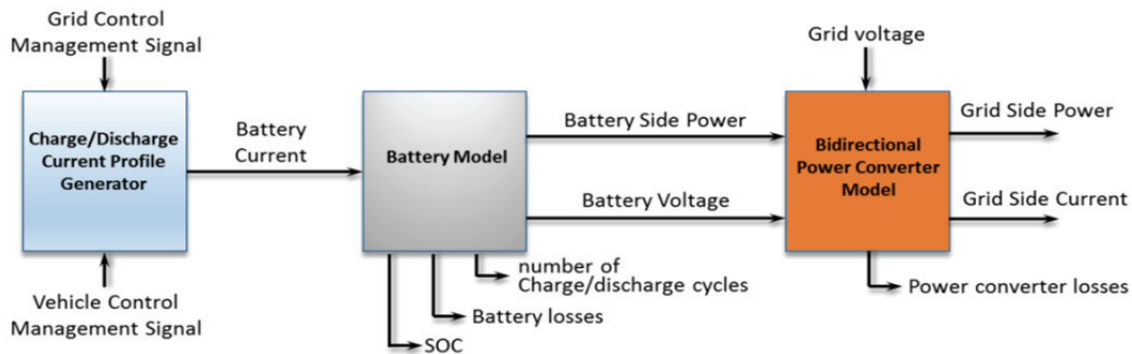 Grid Control
Management Signal
Charge/Discharge
Current Profile
Generator
Vehicle Control
Management Signal
Battery
Current
Battery Model
Battery Side Power
Battery Voltage
number of
Charge/discharge cycles
Battery losses
SOC
Grid voltage
Bidirectional
Power Converter
Model
Grid Side Power
Grid Side Current
Power converter losses